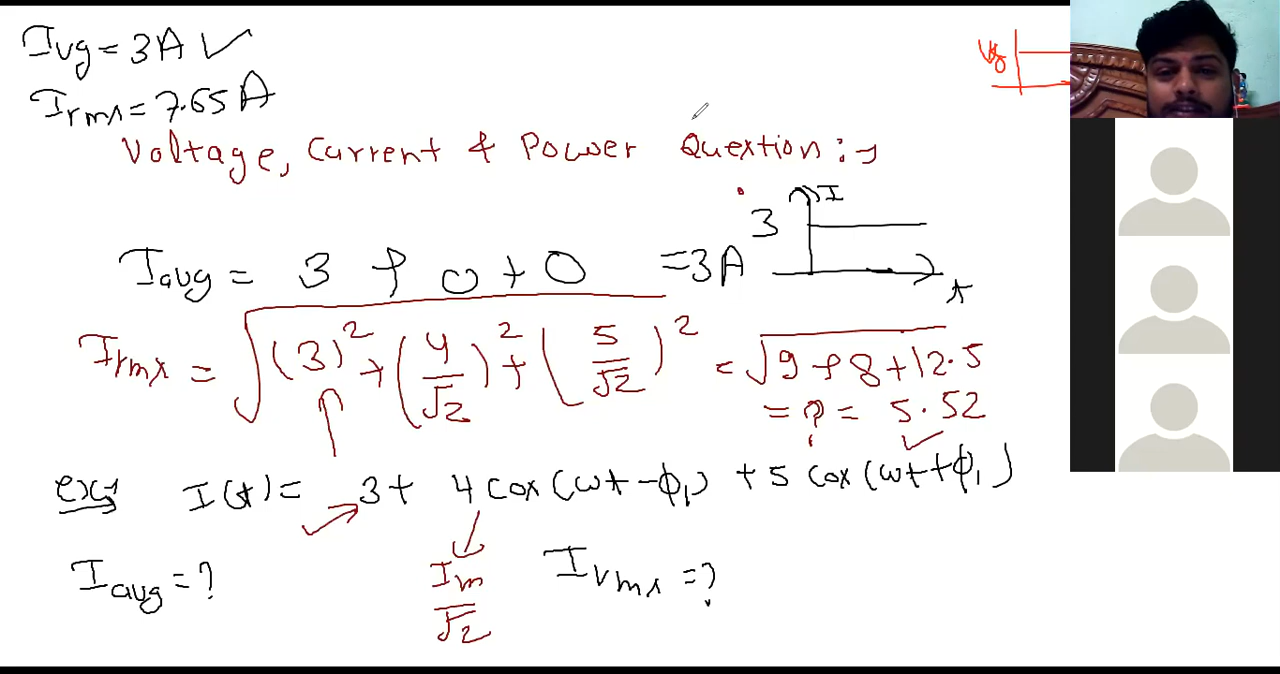 Ivg = 3A ✓
Irms = 7.65 A
Vg
Voltage, Current & Power Question :→
I
3
Iavg = 3 + 0 + 0 = 3A
t
Irms = √((3)² + (4/√2)² + (5/√2)²) = √(9 + 8 + 12.5)
= ? = 5.52
ex:→ I(t) = 3 + 4 cos(ωt - φ₁) + 5 cos(ωt + φ₁)
Iavg = ?
Im/√2
Irms = ?